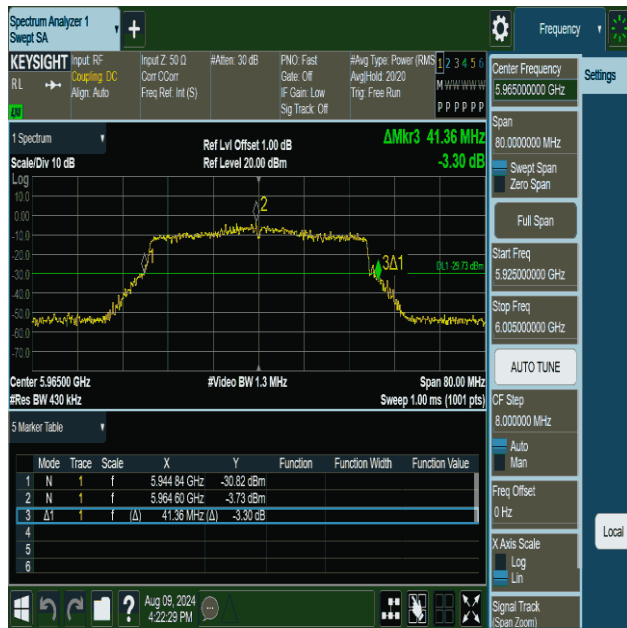 Spectrum Analyzer 1
Swept SA
+
Frequency
KEYSIGHT
RL
Input: RF
Coupling: DC
Align: Auto
Input Z: 50 Ω
Corr CCorr
Freq Ref: Int (S)
#Atten: 30 dB
PNO: Fast
Gate: Off
IF Gain: Low
Sig Track: Off
#Avg Type: Power (RMS
Avg|Hold: 20/20
Trig: Free Run
1 2 3 4 5 6
M W W W W W
P P P P P P
LXI
1 Spectrum
Scale/Div 10 dB
Ref Lvl Offset 1.00 dB
Ref Level 20.00 dBm
ΔMkr3 41.36 MHz
-3.30 dB
Log
10.0
0.00
-10.0
-20.0
-30.0
-40.0
-50.0
-60.0
-70.0
2
1
3Δ1
DL1 -29.73 dBm
Center 5.96500 GHz
#Video BW 1.3 MHz
Span 80.00 MHz
#Res BW 430 kHz
Sweep 1.00 ms (1001 pts)
5 Marker Table
Mode Trace Scale X Y Function Function Width Function Value
1 N 1 f 5.944 84 GHz -30.82 dBm
2 N 1 f 5.964 60 GHz -3.73 dBm
3 Δ1 1 f (Δ) 41.36 MHz (Δ) -3.30 dB
4
5
6
?
Aug 09, 2024
4:22:29 PM
Center Frequency
5.965000000 GHz
Span
80.0000000 MHz
Swept Span
Zero Span
Full Span
Start Freq
5.925000000 GHz
Stop Freq
6.005000000 GHz
AUTO TUNE
CF Step
8.000000 MHz
Auto
Man
Freq Offset
0 Hz
X Axis Scale
Log
Lin
Signal Track
(Span Zoom)
Settings
Local